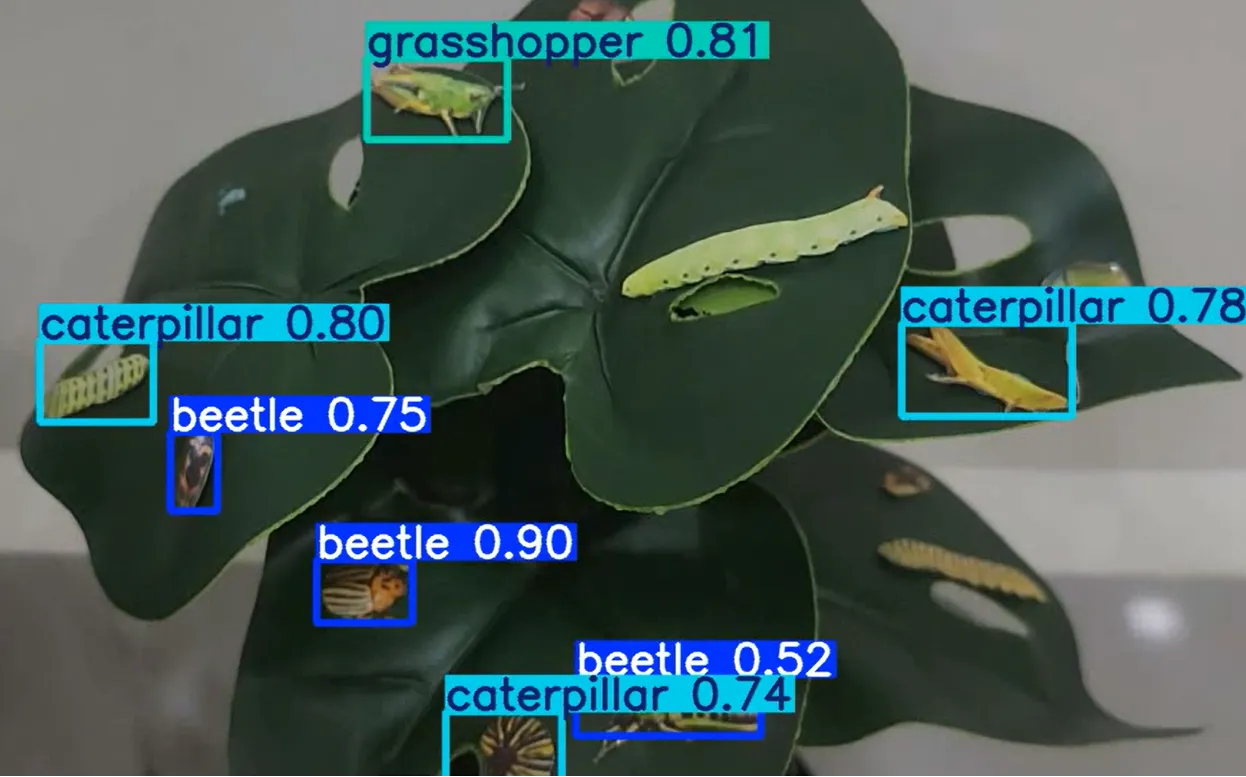 grasshopper 0.81
caterpillar 0.80
caterpillar 0.78
beetle 0.75
beetle 0.90
beetle 0.52
caterpillar 0.74